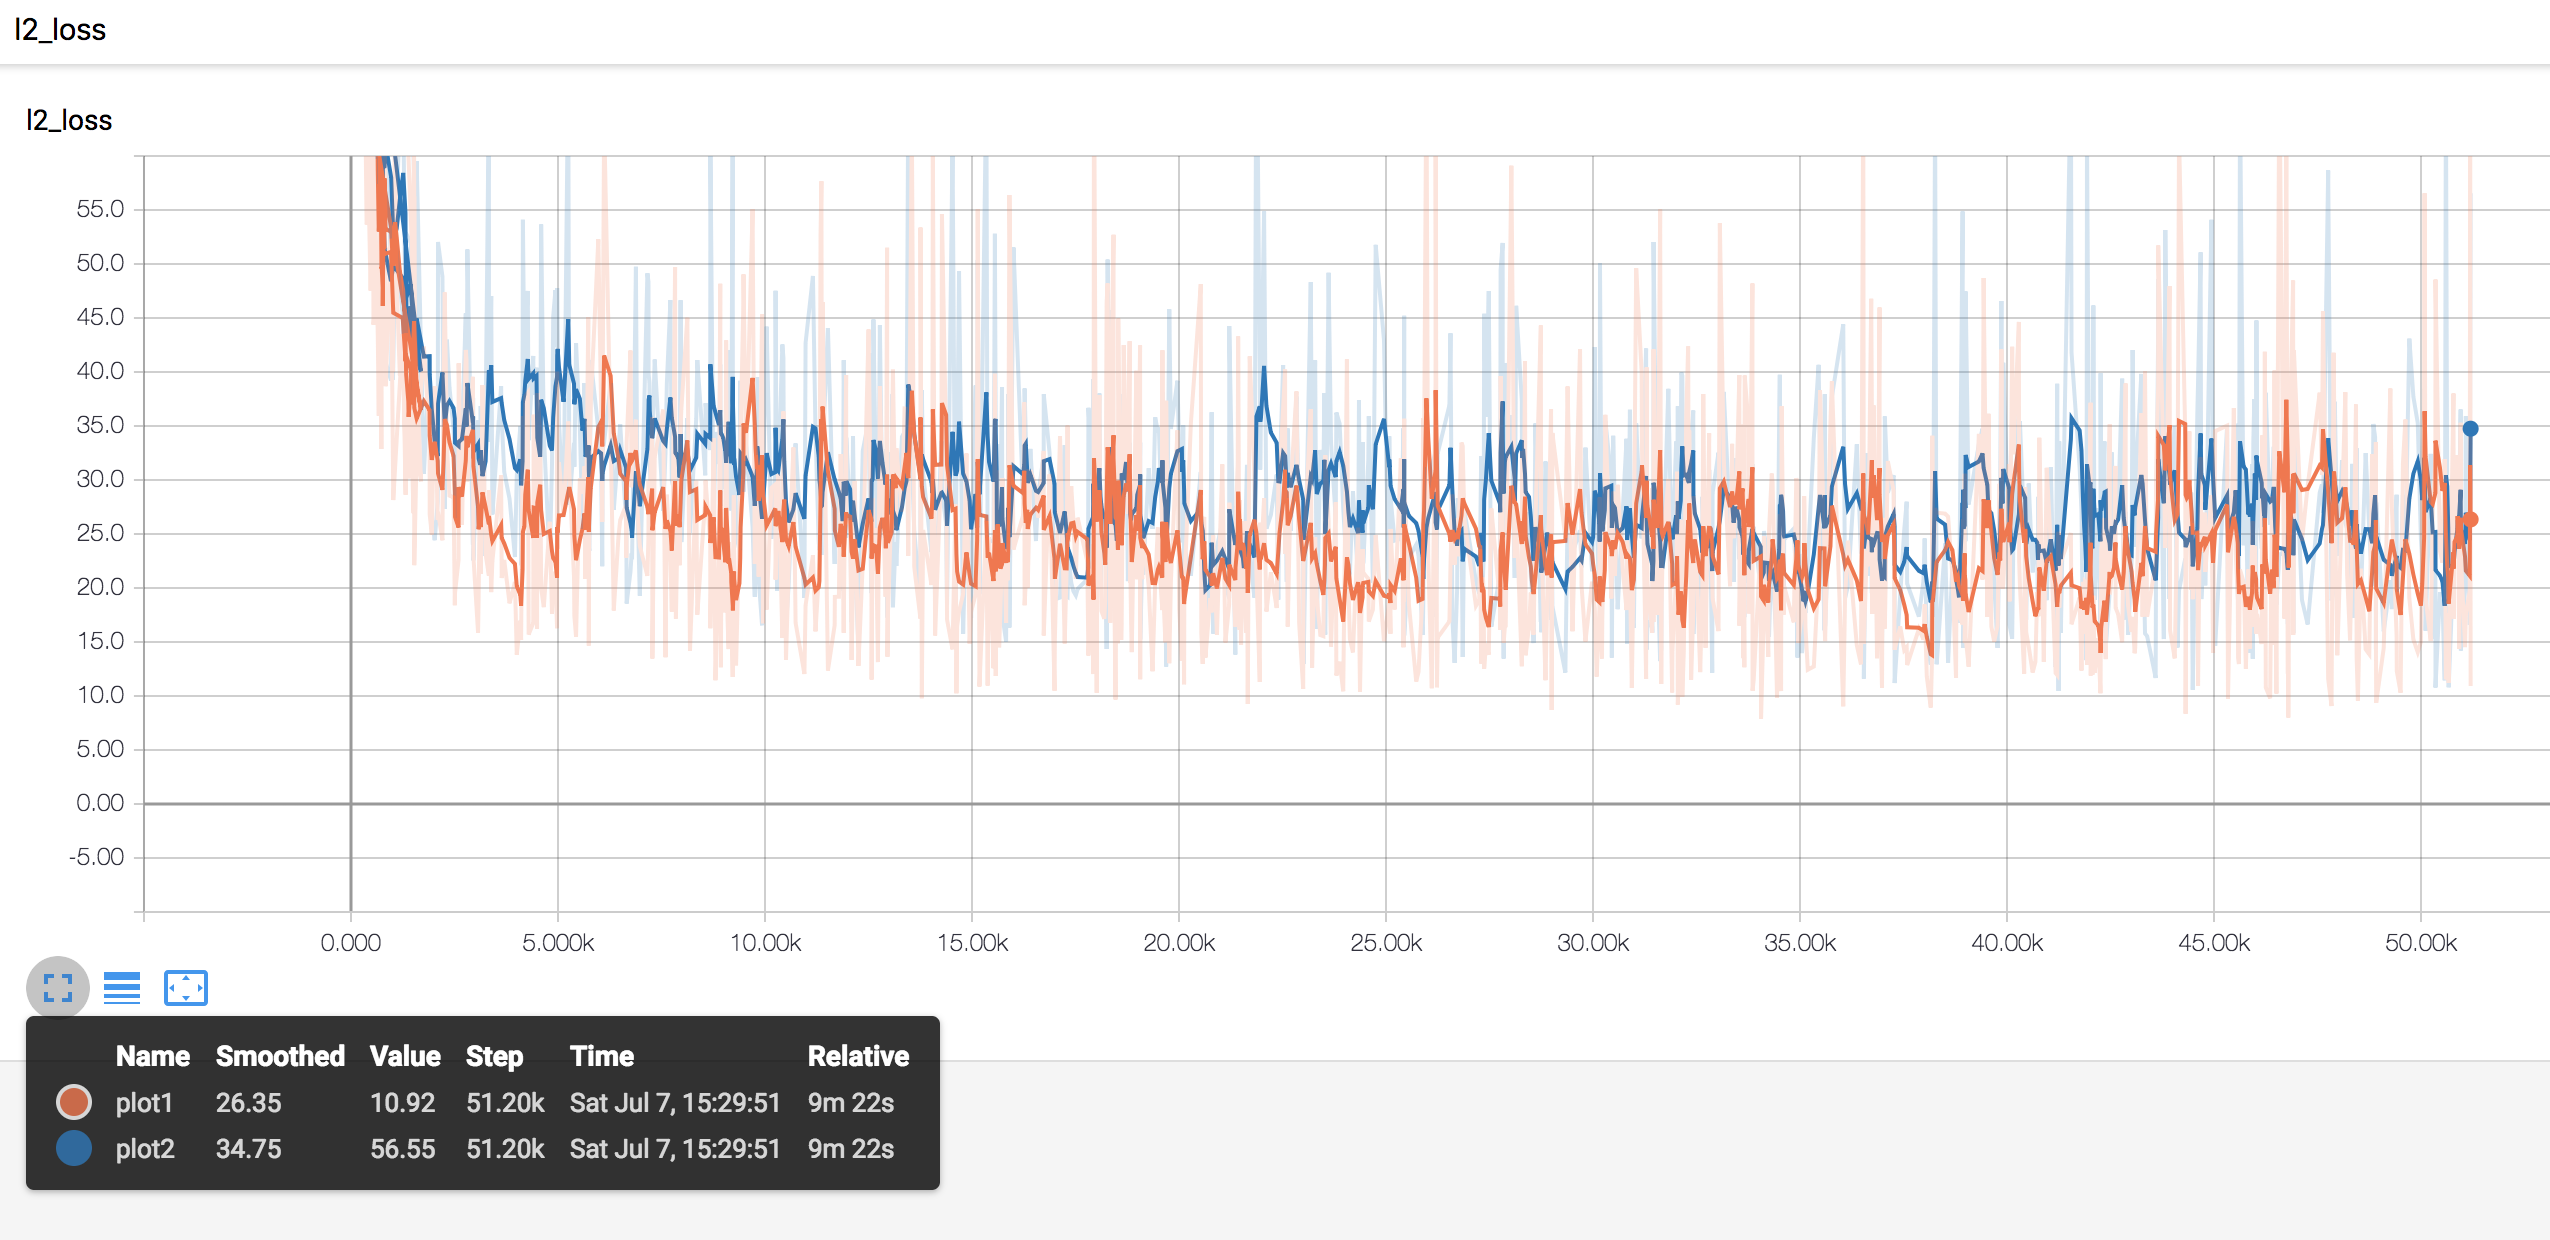 l2_loss
l2_loss
55.0
50.0
45.0
40.0
35.0
30.0
25.0
20.0
15.0
10.0
5.00
0.00
-5.00
0.000 5.000k 10.00k 15.00k 20.00k 25.00k 30.00k 35.00k 40.00k 45.00k 50.00k
Name Smoothed Value Step Time Relative
plot1 26.35 10.92 51.20k Sat Jul 7, 15:29:51 9m 22s
plot2 34.75 56.55 51.20k Sat Jul 7, 15:29:51 9m 22s